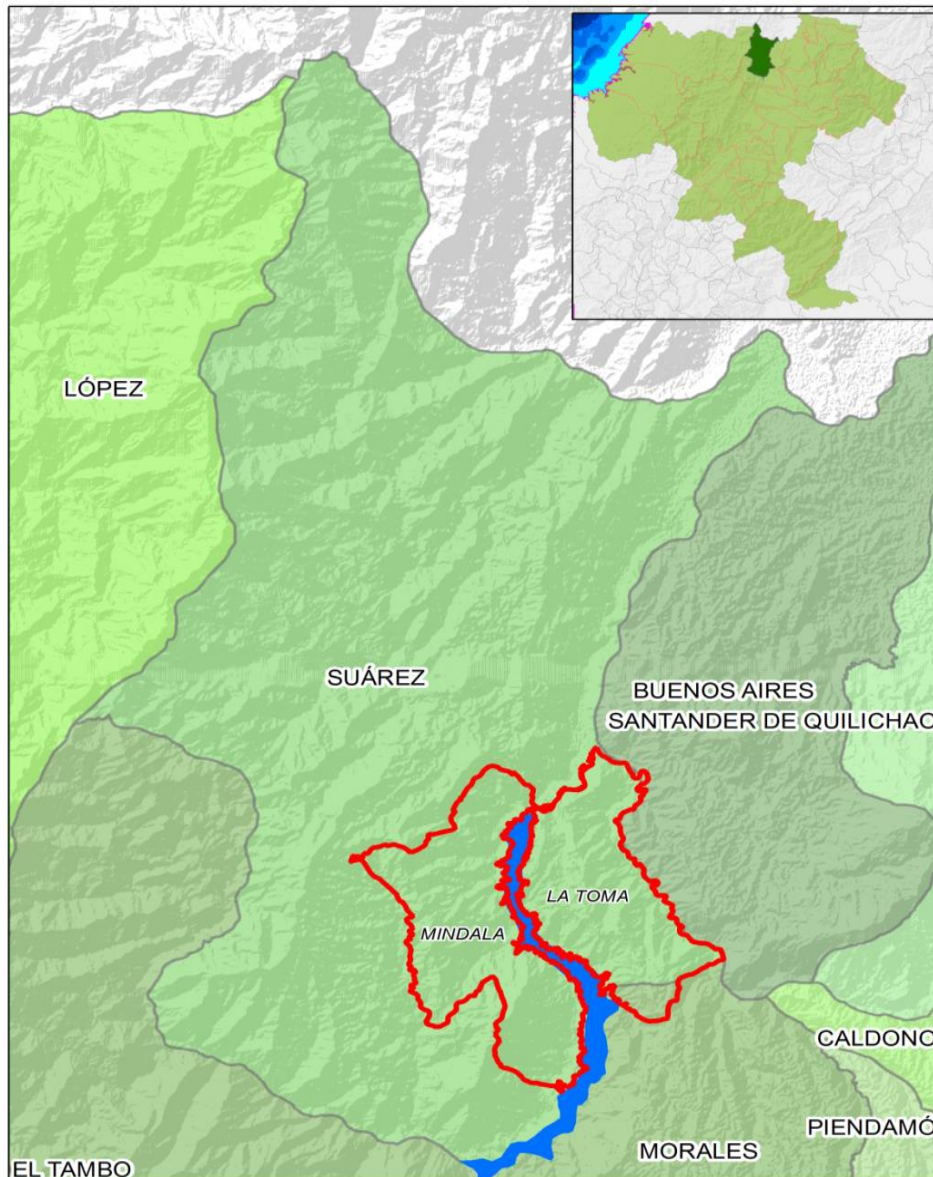 LÓPEZ
SUÁREZ
BUENOS AIRES
SANTANDER DE QUILICHAO
LA TOMA
MINDALA
CALDONO
PIENDAMÓ
MORALES
EL TAMBO